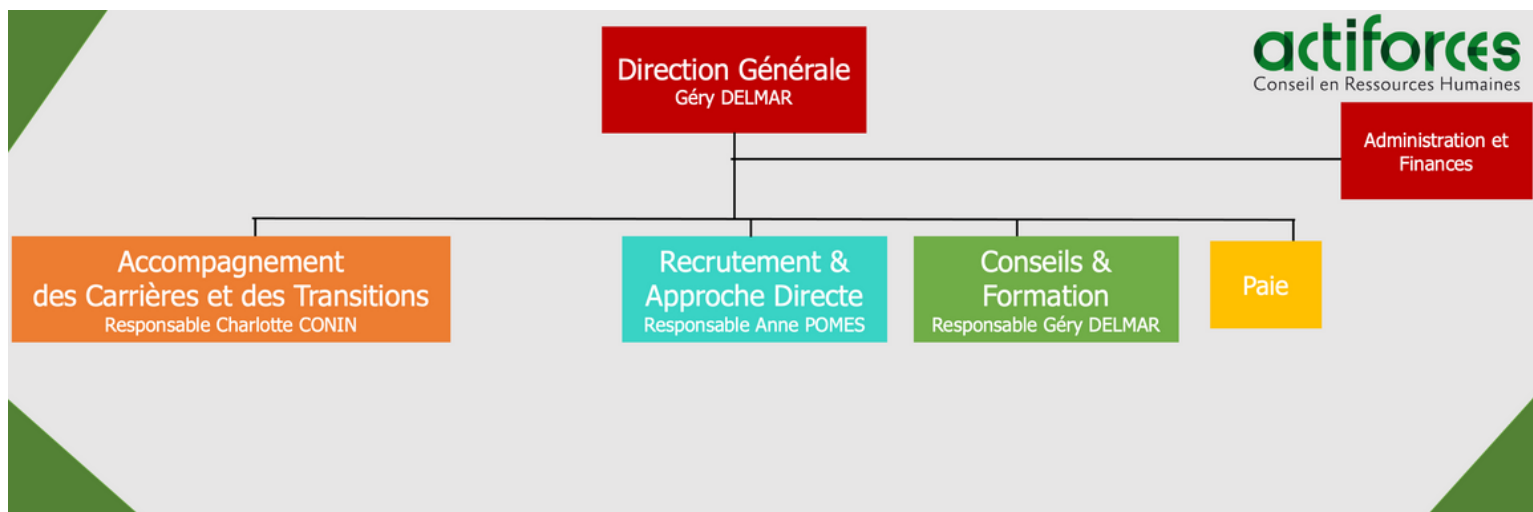 actiforces
Conseil en Ressources Humaines
Direction Générale
Géry DELMAR
Administration et
Finances
Accompagnement
des Carrières et des Transitions
Responsable Charlotte CONIN
Recrutement &
Approche Directe
Responsable Anne POMES
Conseils &
Formation
Responsable Géry DELMAR
Paie